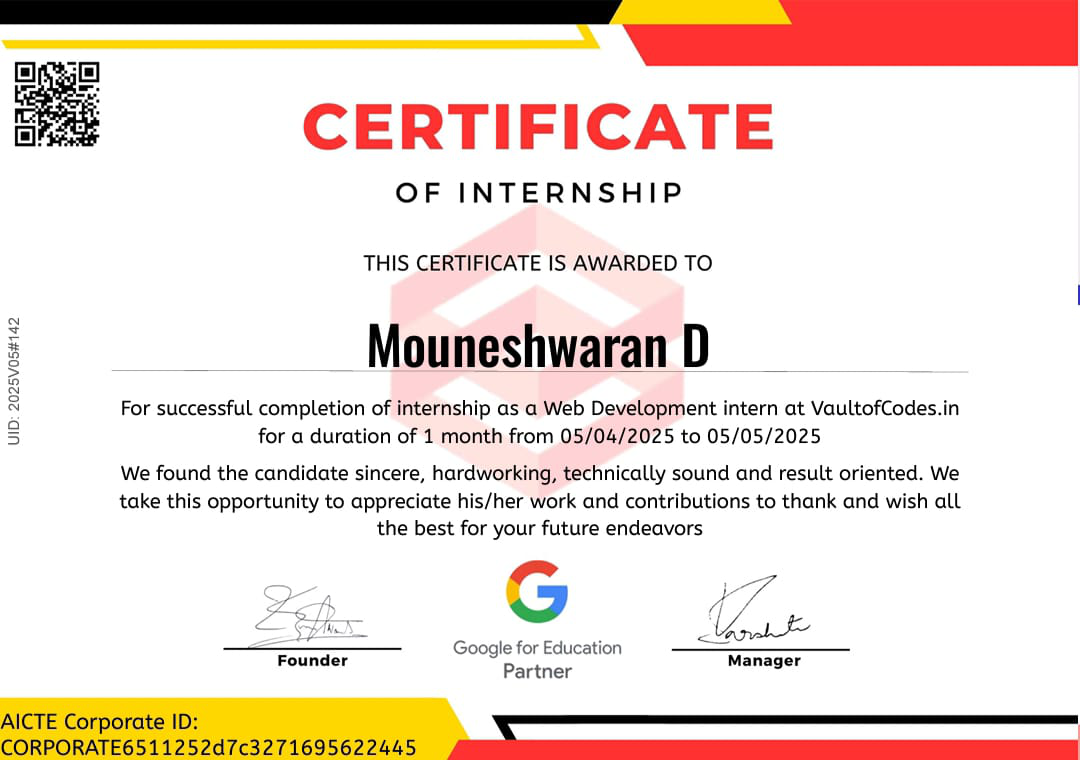 CERTIFICATE
OF INTERNSHIP
THIS CERTIFICATE IS AWARDED TO
Mouneshwaran D
UID: 2025V05#142
For successful completion of internship as a Web Development intern at VaultofCodes.in
for a duration of 1 month from 05/04/2025 to 05/05/2025
We found the candidate sincere, hardworking, technically sound and result oriented. We
take this opportunity to appreciate his/her work and contributions to thank and wish all
the best for your future endeavors
Founder
Google for Education
Partner
Manager
AICTE Corporate ID:
CORPORATE6511252d7c3271695622445